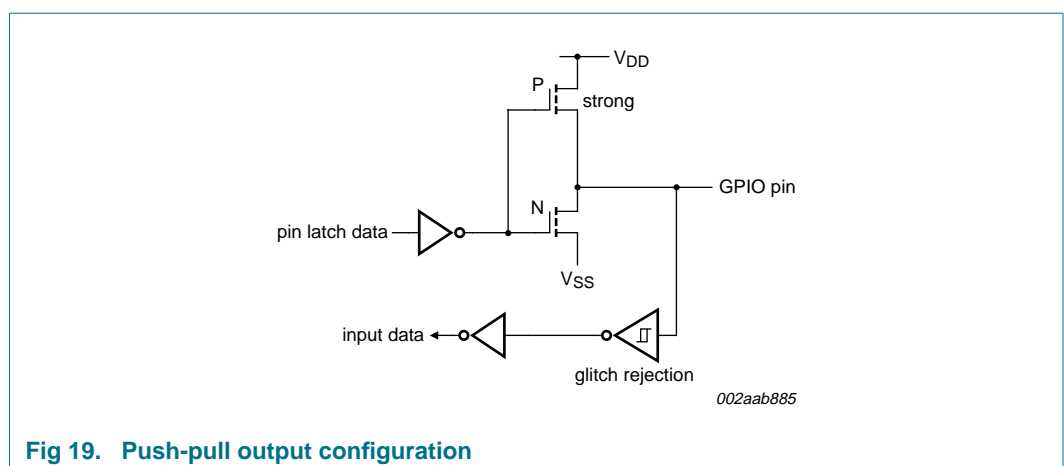 VDD
P
strong
GPIO pin
N
pin latch data
VSS
input data
glitch rejection
002aab885
Fig 19. Push-pull output configuration